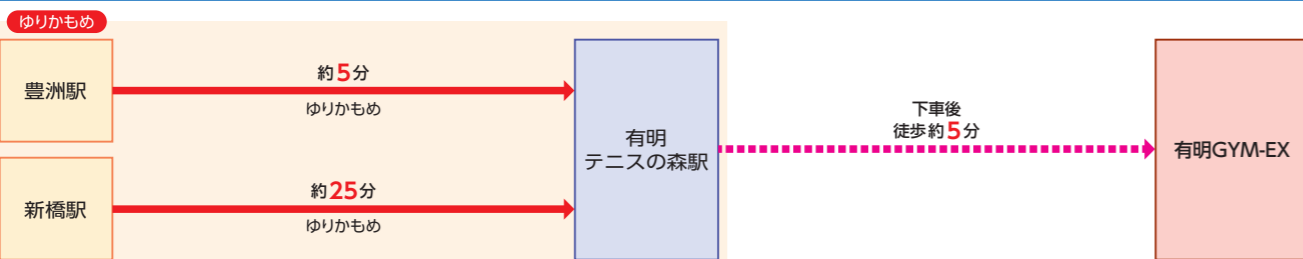 ゆりかもめ
豊洲駅
約5分
ゆりかもめ
新橋駅
約25分
ゆりかもめ
有明
テニスの森駅
下車後
徒歩約5分
有明GYM-EX